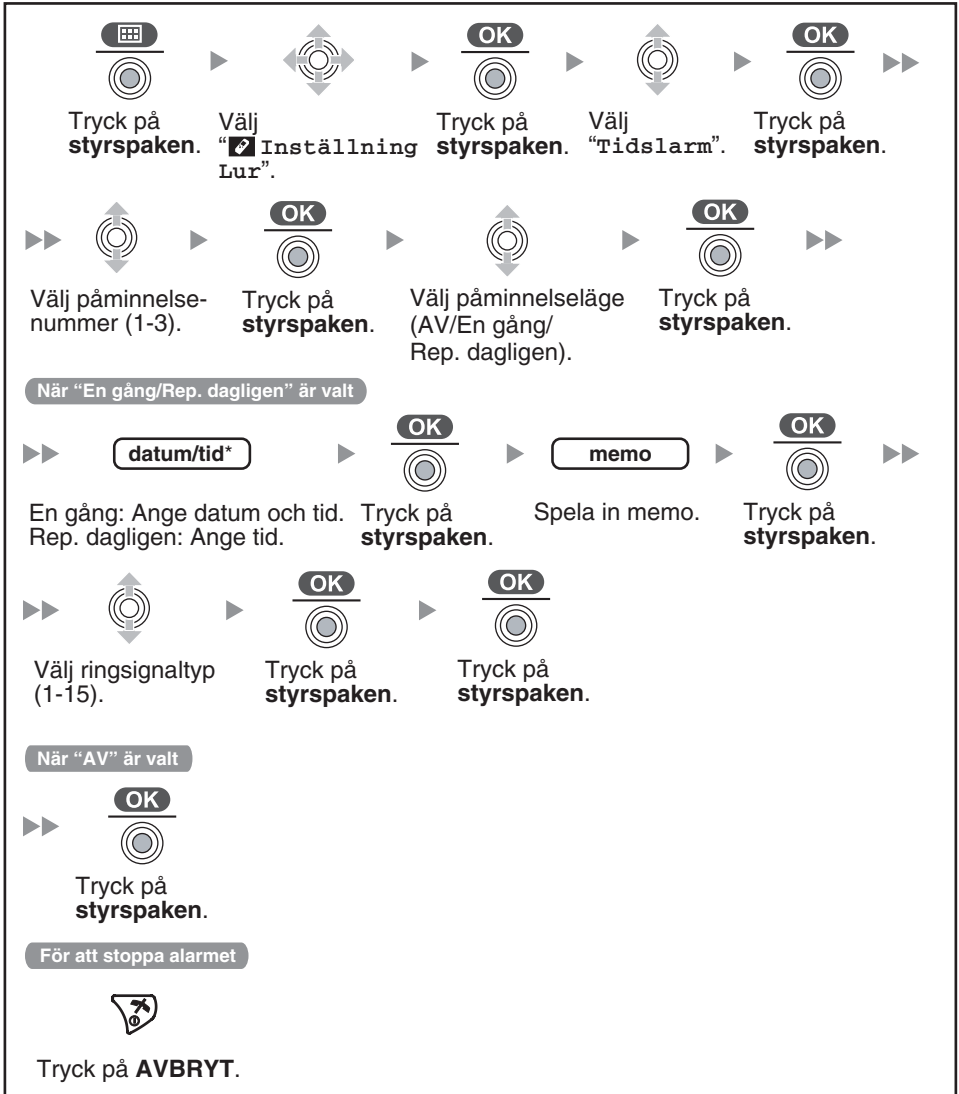 OK OK
Tryck på Välj Tryck på Välj Tryck på
styrspaken. “Inställning styrspaken. “Tidslarm”. styrspaken.
Lur”.
OK OK
Välj påminnelse- Tryck på Välj påminnelseläge Tryck på
nummer (1-3). styrspaken. (AV/En gång/ styrspaken.
Rep. dagligen).
När “En gång/Rep. dagligen” är valt
datum/tid* OK memo OK
En gång: Ange datum och tid. Tryck på Spela in memo. Tryck på
Rep. dagligen: Ange tid. styrspaken. styrspaken.
OK OK
Välj ringsignaltyp Tryck på Tryck på
(1-15). styrspaken. styrspaken.
När “AV” är valt
OK
Tryck på
styrspaken.
För att stoppa alarmet
Tryck på AVBRYT.